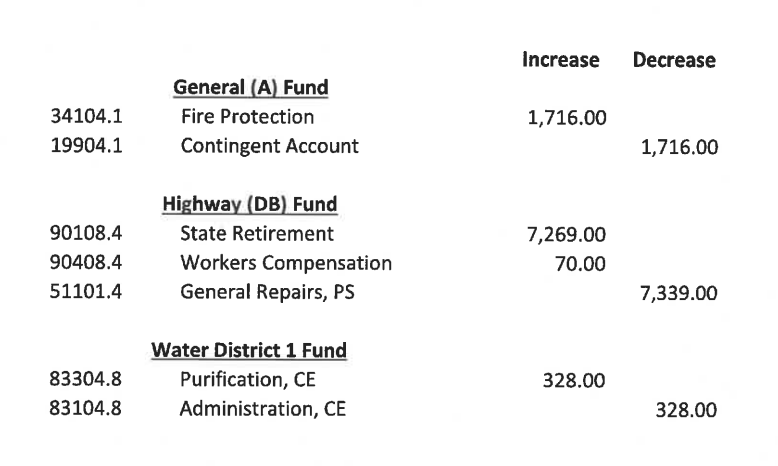 Increase Decrease
General (A) Fund
34104.1 Fire Protection 1,716.00
19904.1 Contingent Account 1,716.00
Highway (DB) Fund
90108.4 State Retirement 7,269.00
90408.4 Workers Compensation 70.00
51101.4 General Repairs, PS 7,339.00
Water District 1 Fund
83304.8 Purification, CE 328.00
83104.8 Administration, CE 328.00